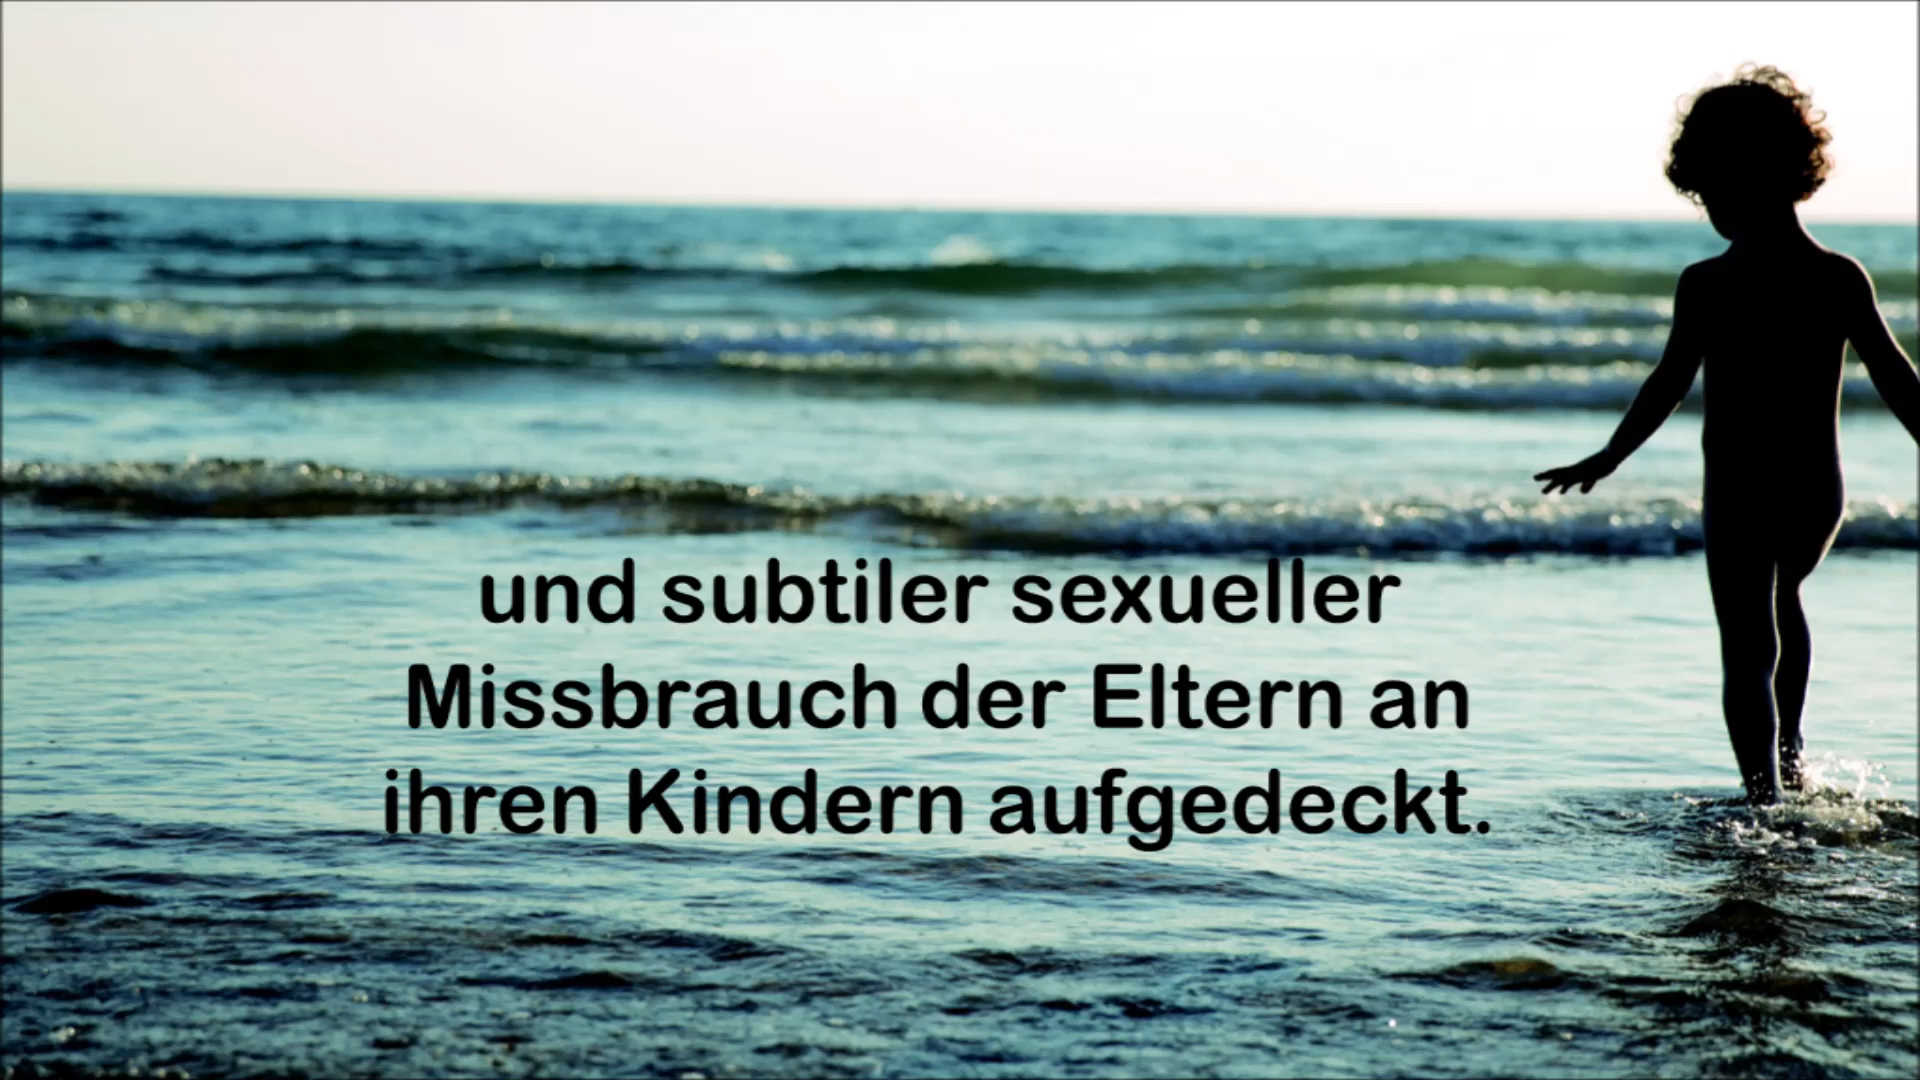 und subtiler sexueller
Missbrauch der Eltern an
ihren Kindern aufgedeckt.